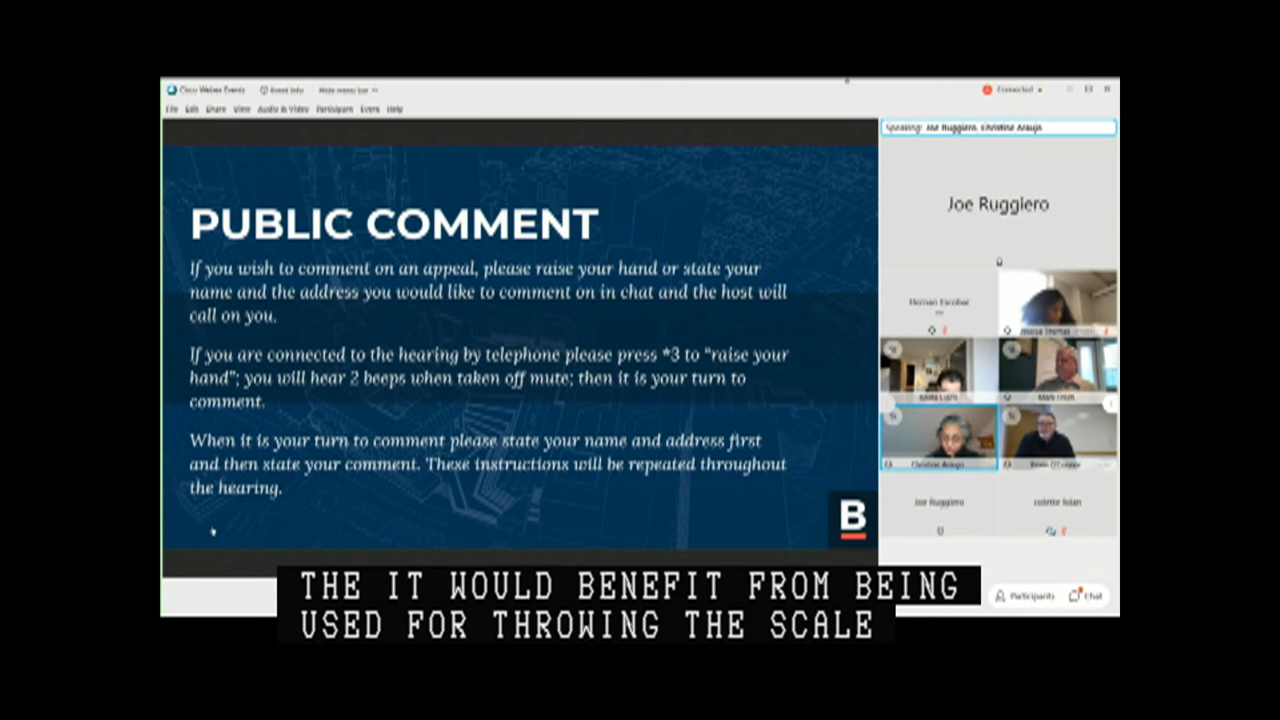 Cisco Webex Events Event Info Hide menu bar Connected
File Edit Share View Audio & Video Participant Event Help
Speaking: Joe Ruggiero, Christine Araujo
PUBLIC COMMENT
If you wish to comment on an appeal, please raise your hand or state your
name and the address you would like to comment on in chat and the host will
call on you.
If you are connected to the hearing by telephone please press *3 to “raise your
hand”; you will hear 2 beeps when taken off mute; then it is your turn to
comment.
When it is your turn to comment please state your name and address first
and then state your comment. These instructions will be repeated throughout
the hearing.
B
Joe Ruggiero
Hernan Escobar
Christine Araujo
Joe Ruggiero
Participants Chat
THE IT WOULD BENEFIT FROM BEING
USED FOR THROWING THE SCALE